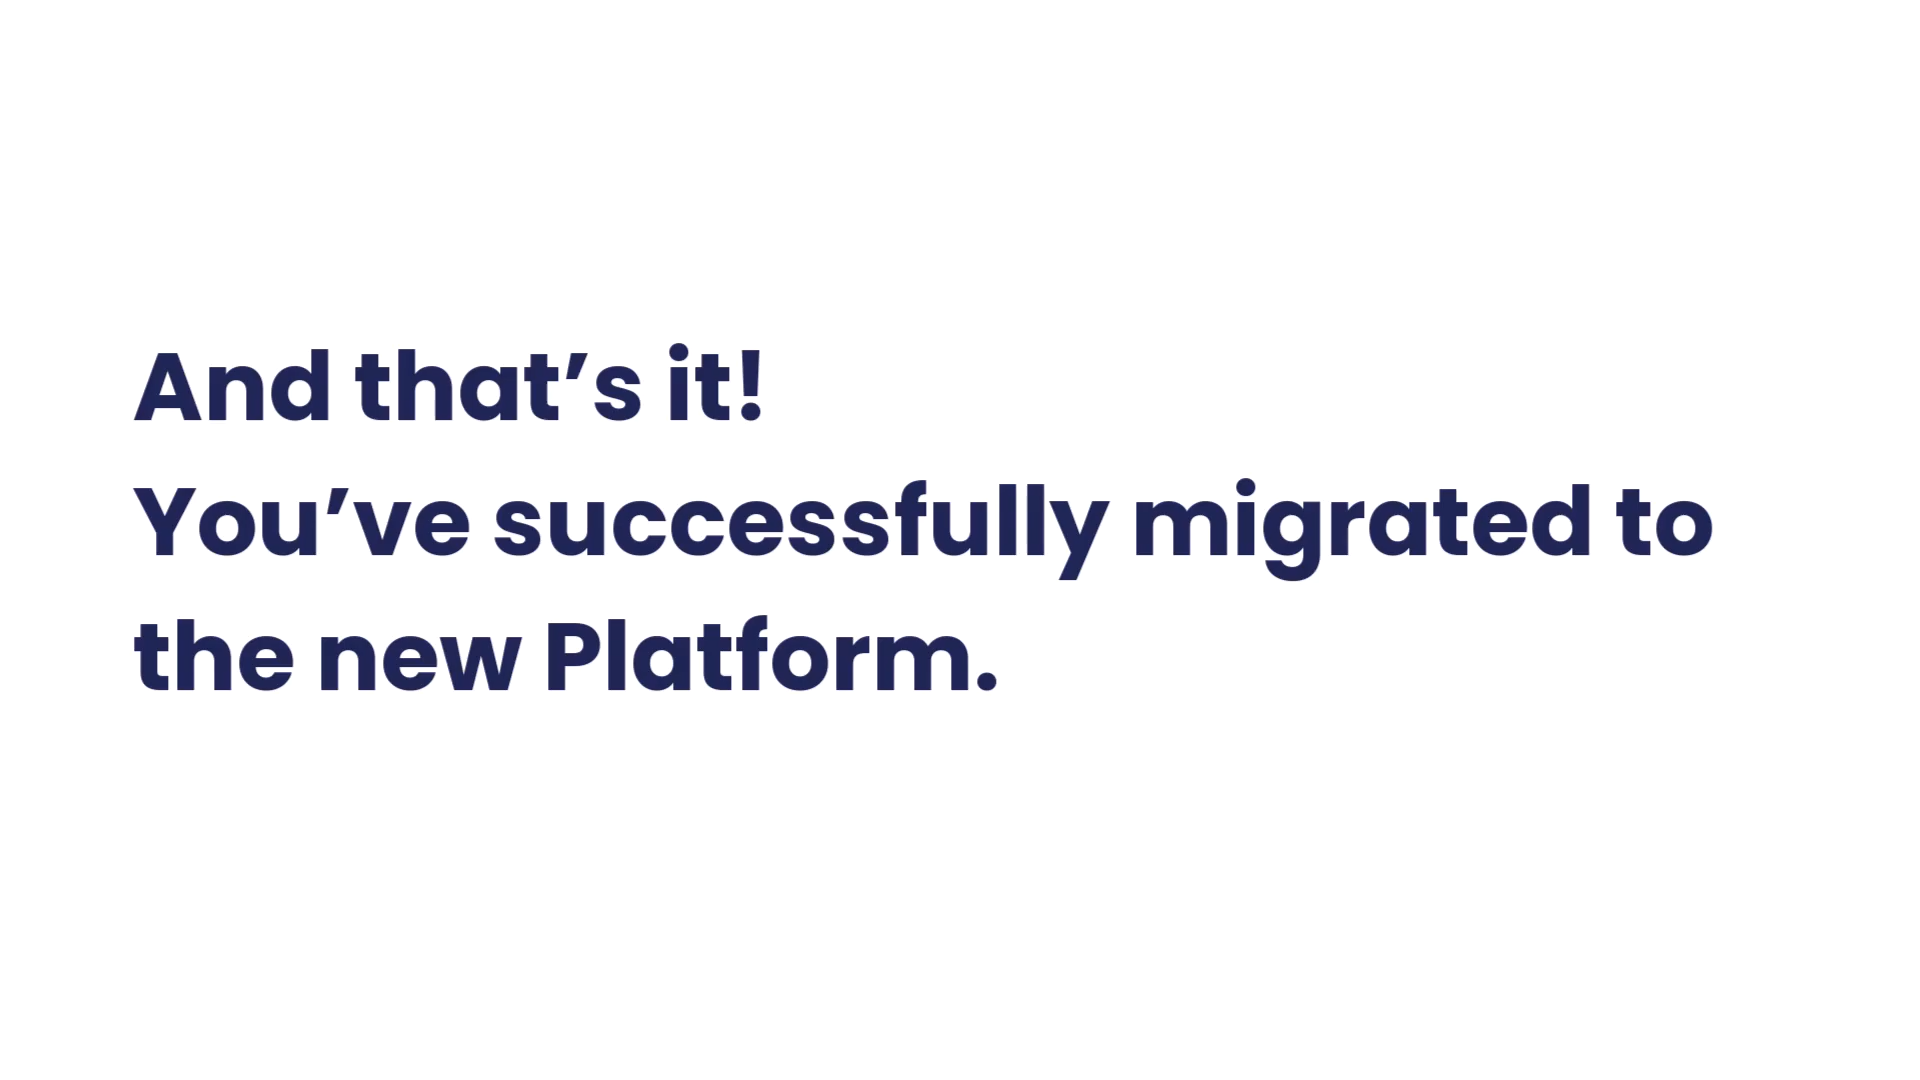 And that’s it!
You’ve successfully migrated to
the new Platform.